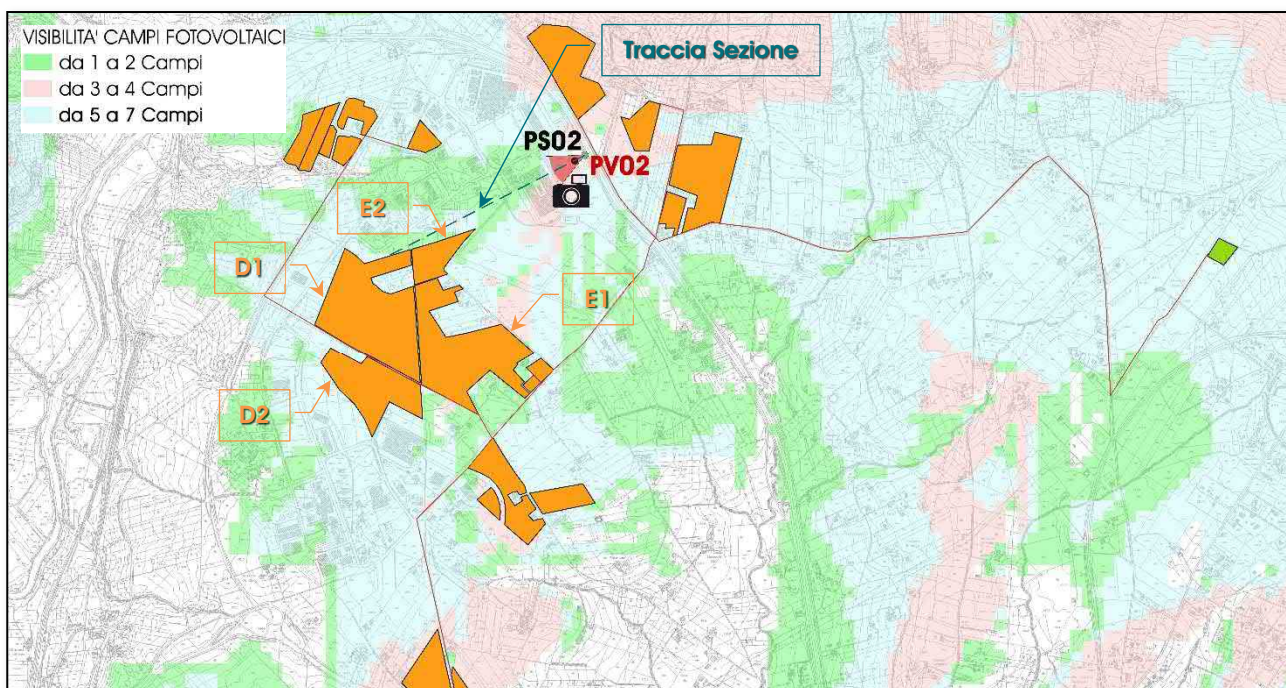 VISIBILITA' CAMPI FOTOVOLTAICI
da 1 a 2 Campi
da 3 a 4 Campi
da 5 a 7 Campi
Traccia Sezione
PS02
PV02
E2
D1
E1
D2